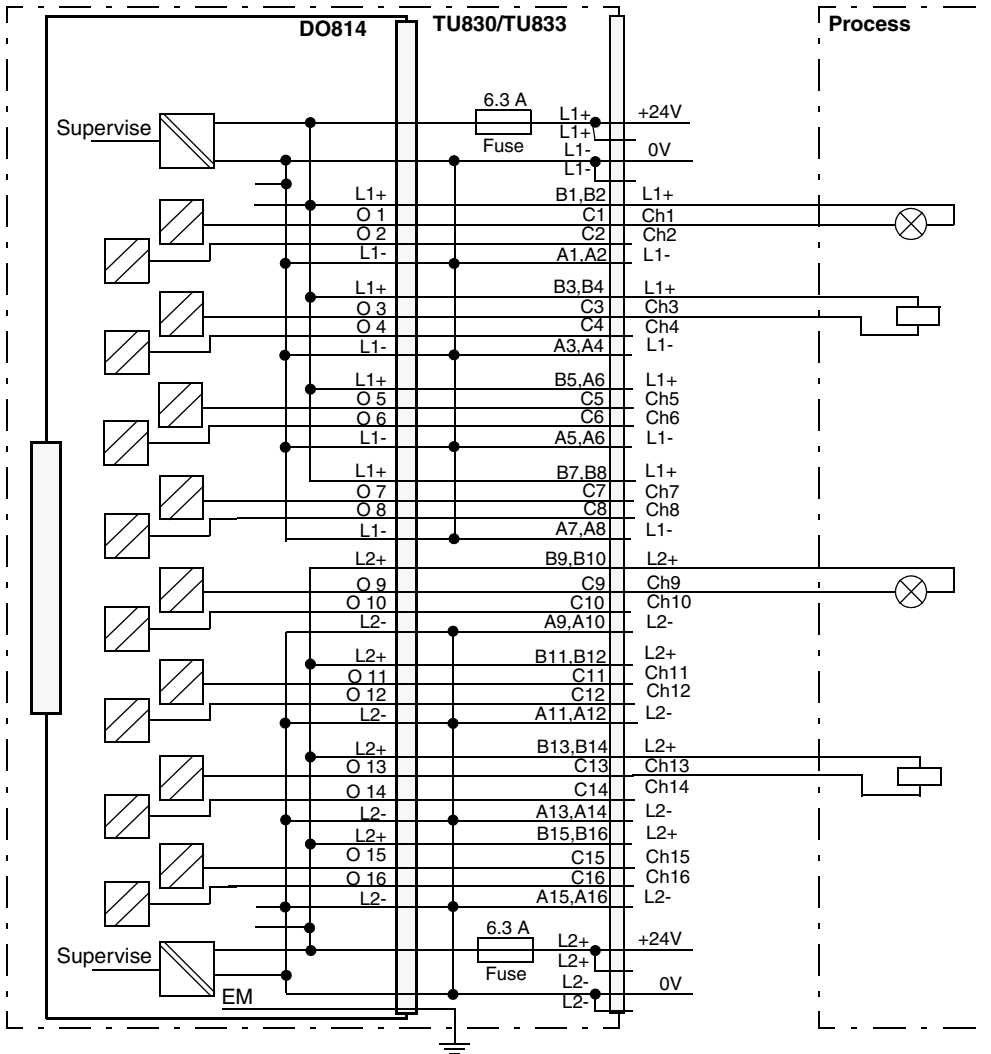 DO814 TU830/TU833 Process
6.3 A
L1+ +24V
Supervise L1+
Fuse L1- 0V
L1-
L1+ B1,B2 L1+
O 1 C1 Ch1
O 2 C2 Ch2
L1- A1,A2 L1-
L1+ B3,B4 L1+
O 3 C3 Ch3
O 4 C4 Ch4
L1- A3,A4 L1-
L1+ B5,A6 L1+
O 5 C5 Ch5
O 6 C6 Ch6
L1- A5,A6 L1-
L1+ B7,B8 L1+
O 7 C7 Ch7
O 8 C8 Ch8
L1- A7,A8 L1-
L2+ B9,B10 L2+
O 9 C9 Ch9
O 10 C10 Ch10
L2- A9,A10 L2-
L2+ B11,B12 L2+
O 11 C11 Ch11
O 12 C12 Ch12
L2- A11,A12 L2-
L2+ B13,B14 L2+
O 13 C13 Ch13
O 14 C14 Ch14
L2- A13,A14 L2-
L2+ B15,B16 L2+
O 15 C15 Ch15
O 16 C16 Ch16
L2- A15,A16 L2-
6.3 A
L2+ +24V
Supervise L2+
Fuse L2- 0V
EM L2-